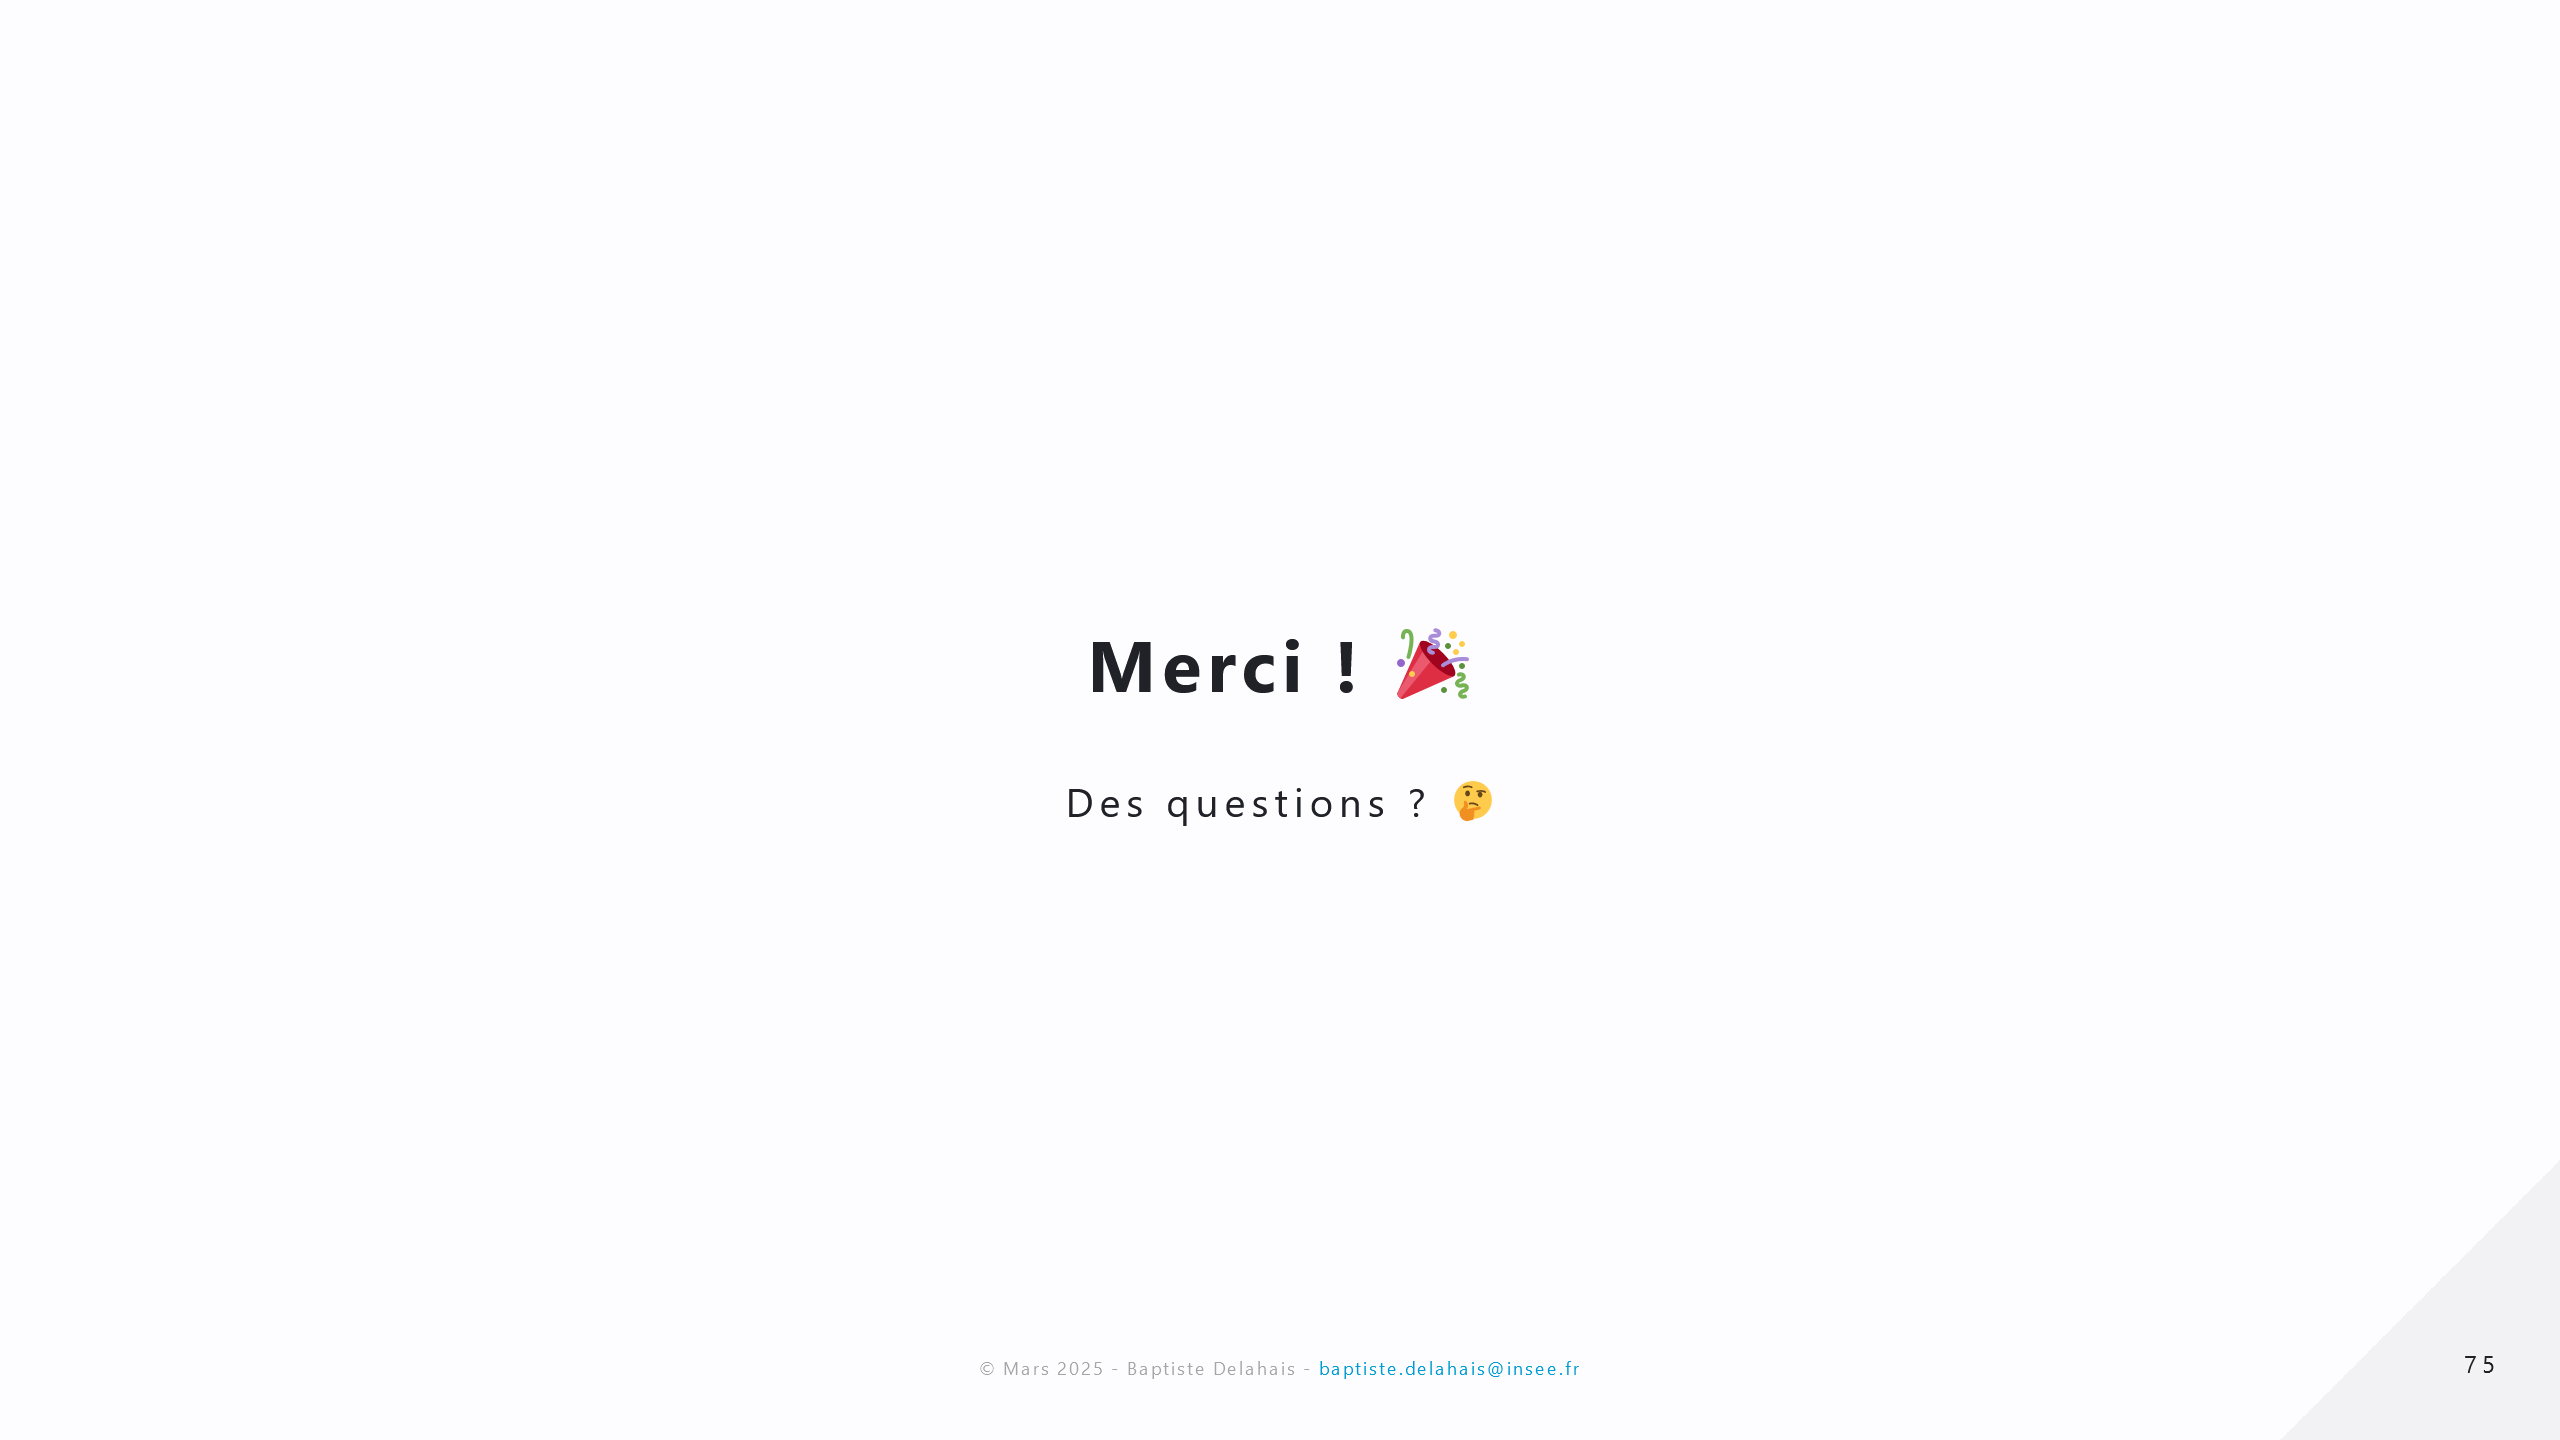 Merci ! 🎉
Des questions ? 🤔
© Mars 2025 - Baptiste Delahais - baptiste.delahais@insee.fr
75